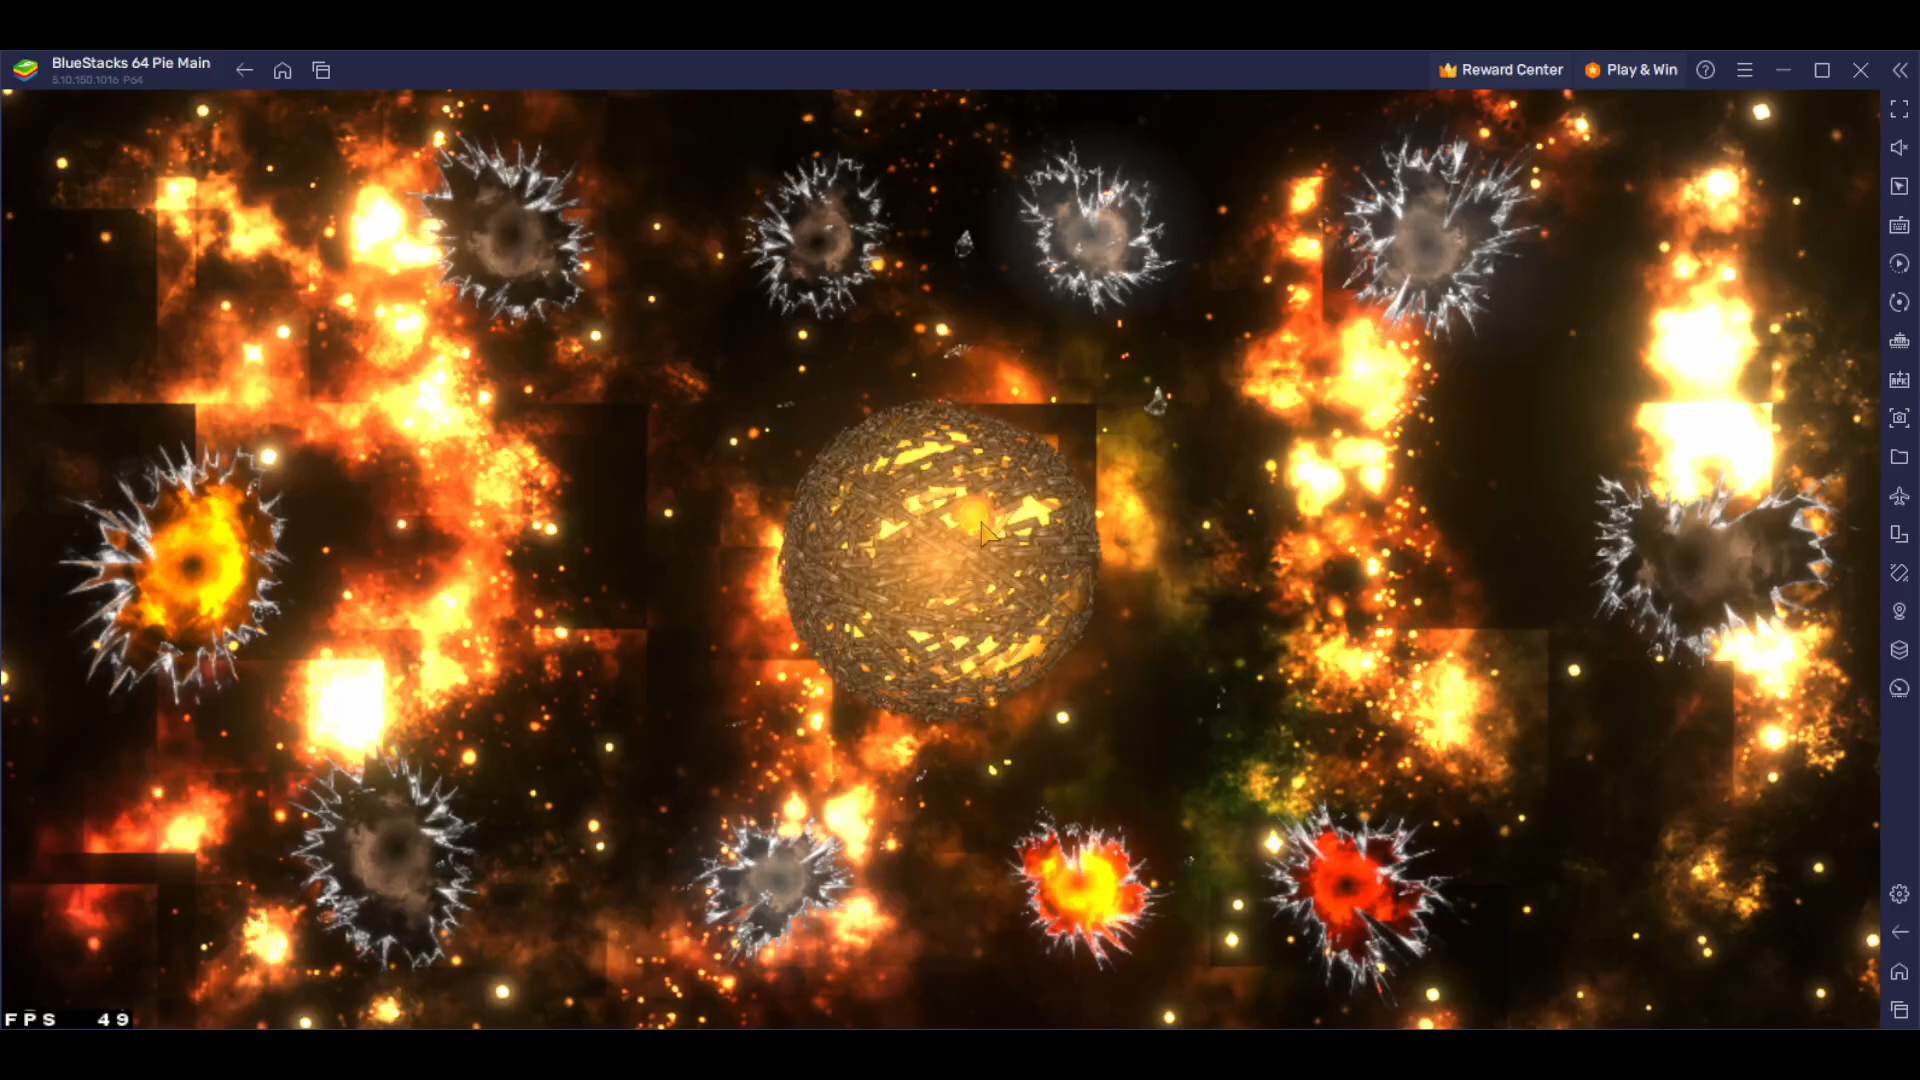 BlueStacks 64 Pie Main
5.10.150.1016 P64
Reward Center
Play & Win
FPS 49